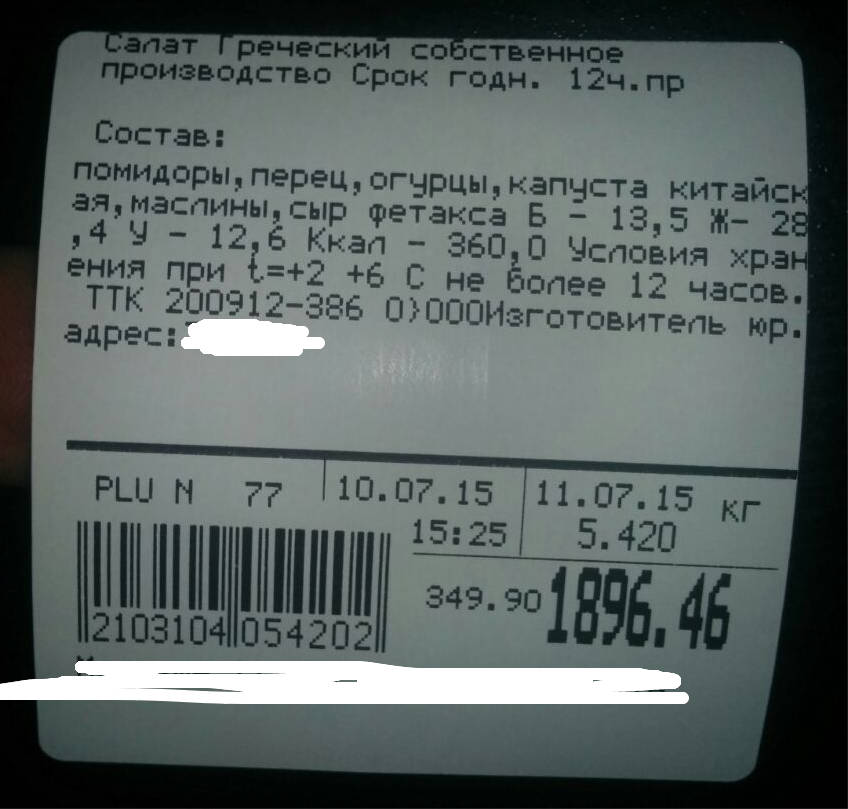 Салат Греческий собственное
производство Срок годн. 12ч.пр
Состав:
помидоры,перец,огурцы,капуста китайск
ая,маслины,сыр фетакса Б - 13,5 Ж- 28
,4 У - 12,6 Ккал - 360,0 Условия хран
ения при t=+2 +6 С не более 12 часов.
ТТК 200912-386 0}000Изготовитель юр.
адрес:
PLU N 77 10.07.15 11.07.15 кг
15:25 5.420
349.90 1896.46
2103104 054202